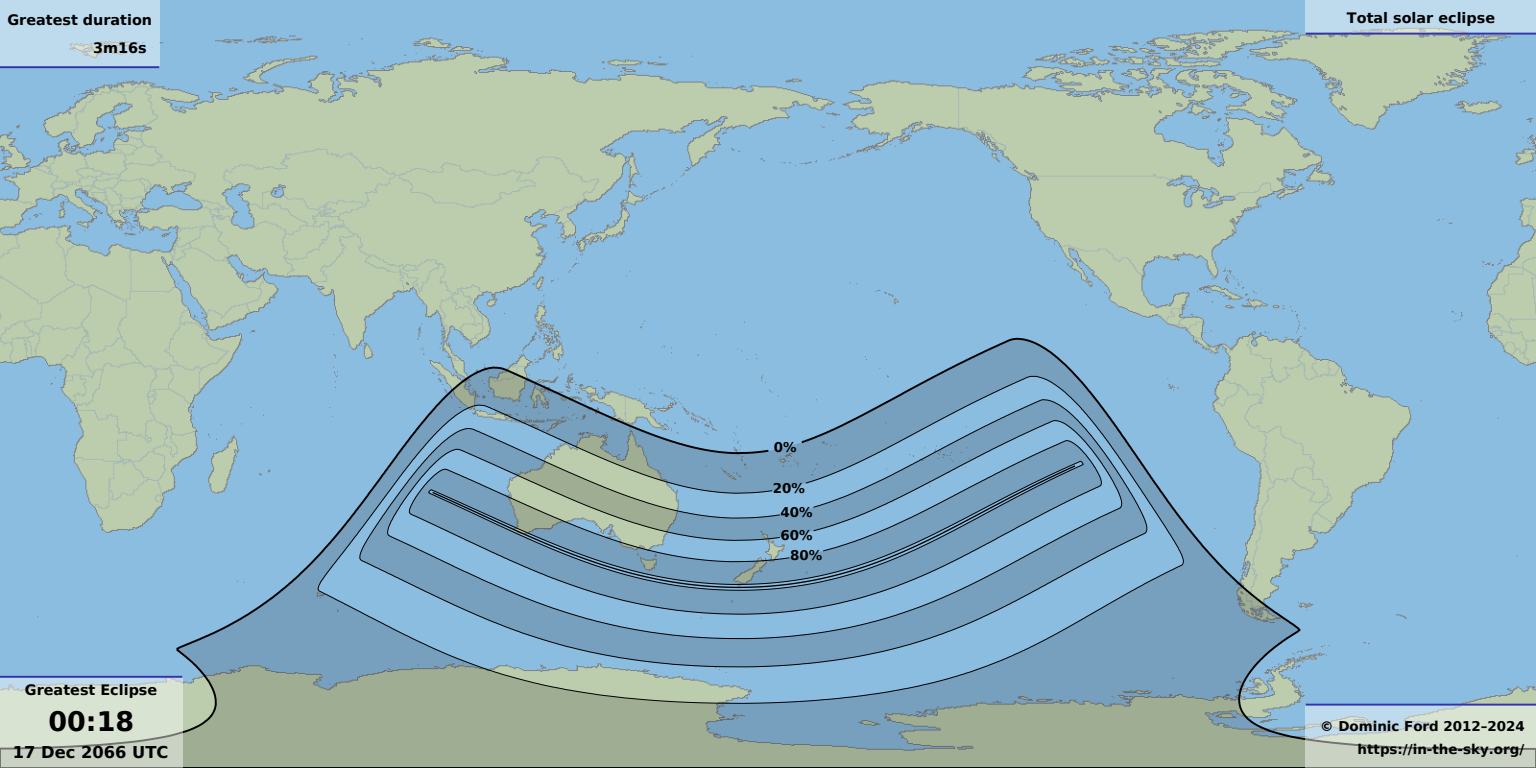 Greatest duration
3m16s
Total solar eclipse
0%
20%
40%
60%
80%
Greatest Eclipse
00:18
17 Dec 2066 UTC
© Dominic Ford 2012–2024
https://in-the-sky.org/